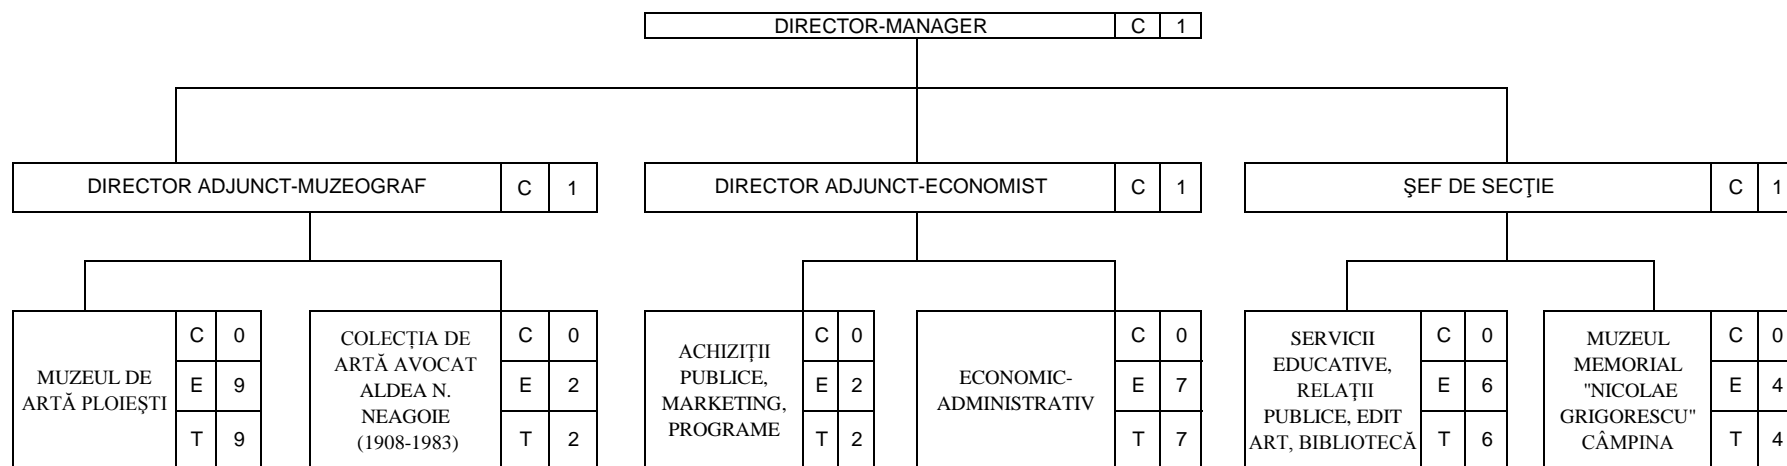 DIRECTOR-MANAGER C 1
DIRECTOR ADJUNCT-MUZEOGRAF C 1
DIRECTOR ADJUNCT-ECONOMIST C 1
ŞEF DE SECŢIE C 1
MUZEUL DE
ARTĂ PLOIEŞTI
C 0
E 9
T 9
COLECȚIA DE
ARTĂ AVOCAT
ALDEA N.
NEAGOIE
(1908-1983)
C 0
E 2
T 2
ACHIZIȚII
PUBLICE,
MARKETING,
PROGRAME
C 0
E 2
T 2
ECONOMIC-
ADMINISTRATIV
C 0
E 7
T 7
SERVICII
EDUCATIVE,
RELAȚII
PUBLICE, EDIT
ART, BIBLIOTECĂ
C 0
E 6
T 6
MUZEUL
MEMORIAL
"NICOLAE
GRIGORESCU"
CÂMPINA
C 0
E 4
T 4